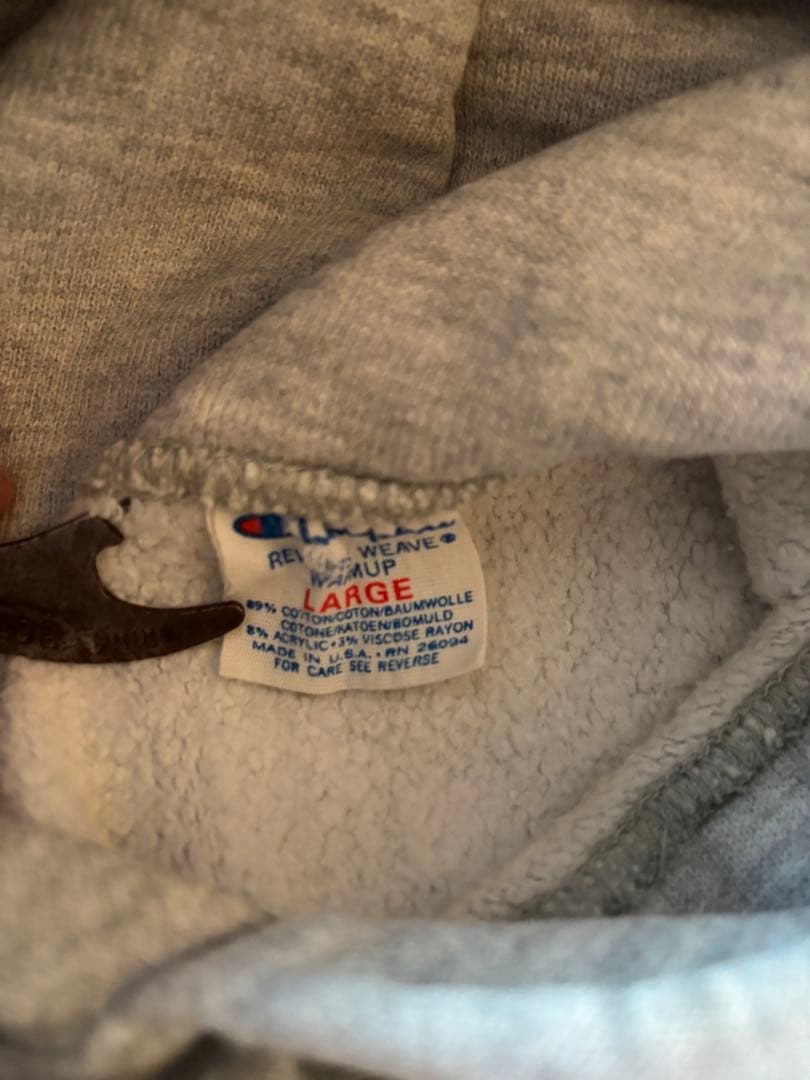 Champion
WEAVE®
WARMUP
LARGE
89% COTTON/COTON/BAUMWOLLE
COTONE/KATOEN/BOMULD
8% ACRYLIC • 3% VISCOSE RAYON
MADE IN U.S.A. • RN 26094
FOR CARE SEE REVERSE